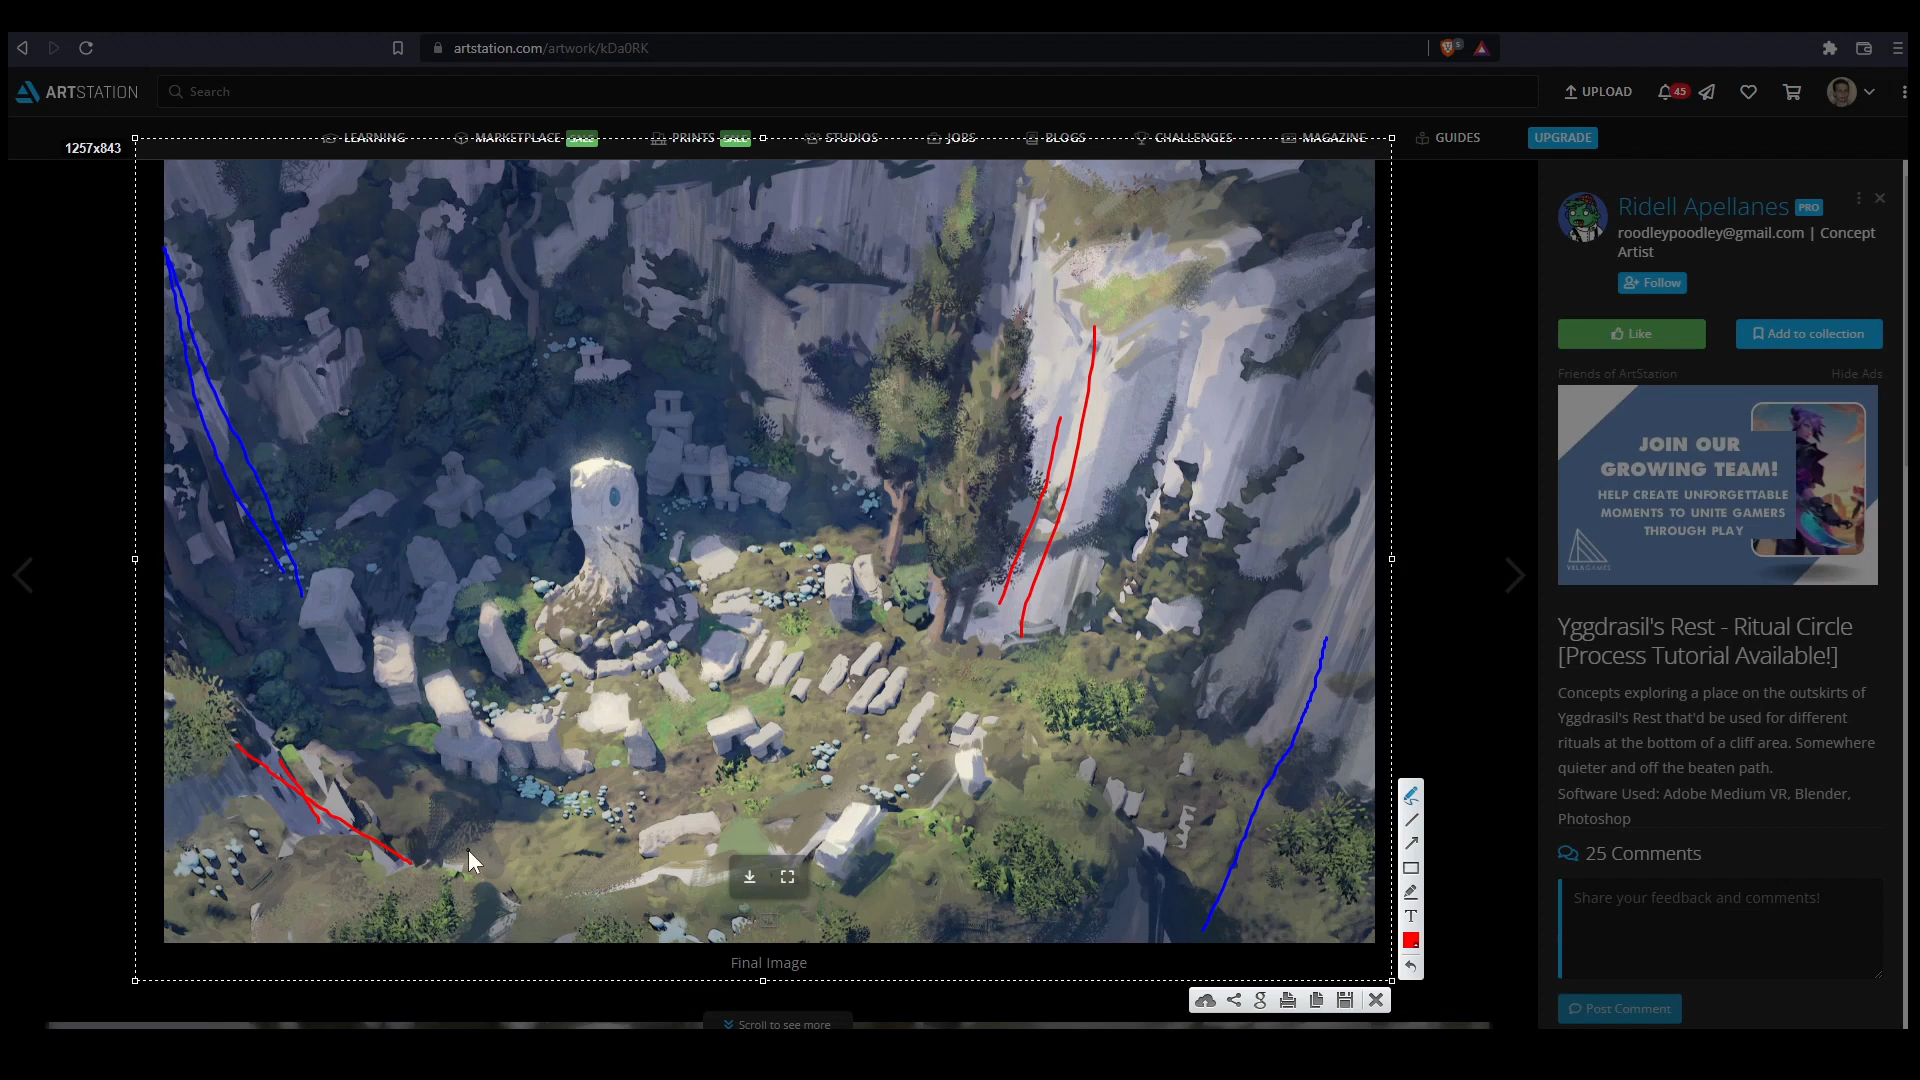 artstation.com/artwork/kDa0RK
5
ARTSTATION
Search
UPLOAD
45
LEARNING
MARKETPLACE
SALE
PRINTS
SALE
STUDIOS
JOBS
BLOGS
CHALLENGES
MAGAZINE
GUIDES
UPGRADE
1257x843
Ridell Apellanes
PRO
roodleypoodley@gmail.com | Concept
Artist
Follow
Like
Add to collection
Friends of ArtStation
Hide Ads
JOIN OUR
GROWING TEAM!
HELP CREATE UNFORGETTABLE
MOMENTS TO UNITE GAMERS
THROUGH PLAY
VELAGAMES
Yggdrasil's Rest - Ritual Circle
[Process Tutorial Available!]
Concepts exploring a place on the outskirts of
Yggdrasil's Rest that'd be used for different
rituals at the bottom of a cliff area. Somewhere
quieter and off the beaten path.
Software Used: Adobe Medium VR, Blender,
Photoshop
25 Comments
Share your feedback and comments!
Post Comment
T
Final Image
g
Scroll to see more